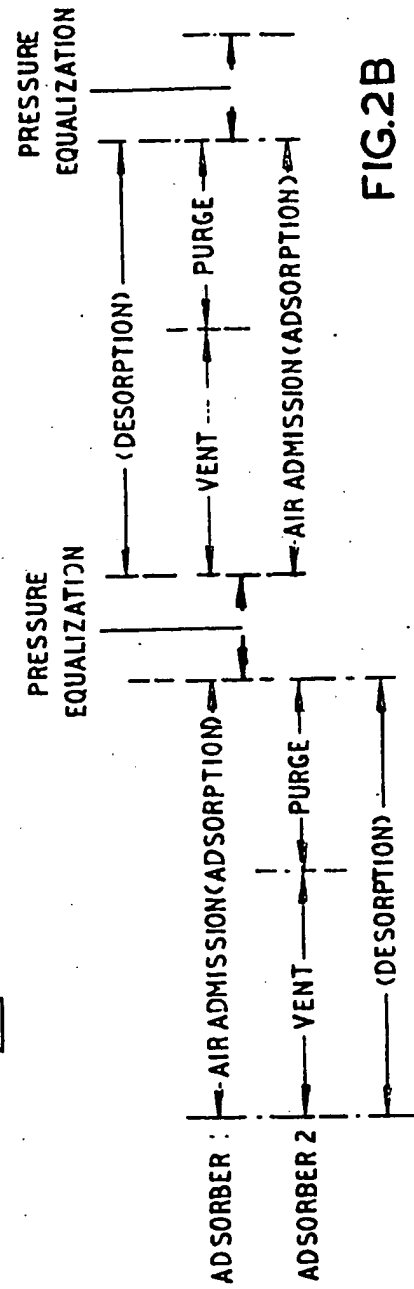 PRESSURE
EQUALIZATION
PRESSURE
EQUALIZATION
(DESORPTION)
ADSORBER :
AIR ADMISSION(ADSORPTION)
VENT
PURGE
ADSORBER 2
VENT
PURGE
AIR ADMISSION(ADSORPTION)
(DESORPTION)
FIG.2B